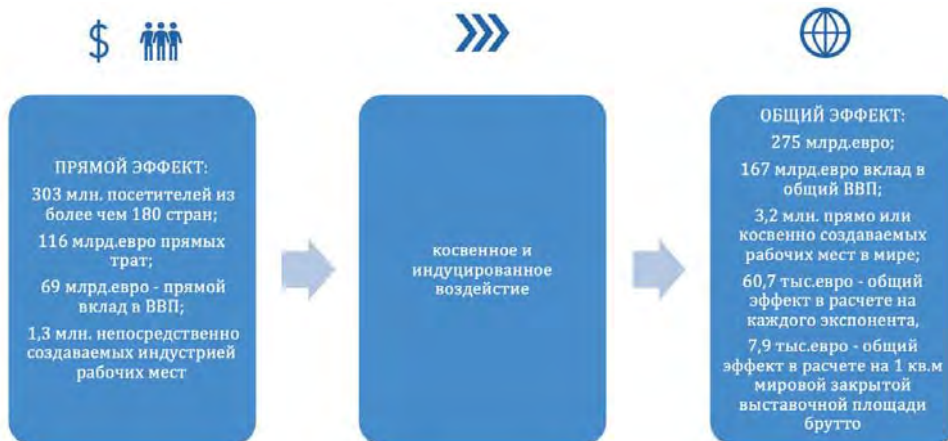 ПРЯМОЙ ЭФФЕКТ:
303 млн. посетителей из
более чем 180 стран;
116 млрд.евро прямых
трат;
69 млрд.евро - прямой
вклад в ВВП;
1,3 млн. непосредственно
создаваемых индустрией
рабочих мест
косвенное и
индуцированное
воздействие
ОБЩИЙ ЭФФЕКТ:
275 млрд.евро;
167 млрд.евро вклад в
общий ВВП;
3,2 млн. прямо или
косвенно создаваемых
рабочих мест в мире;
60,7 тыс.евро - общий
эффект в расчете на
каждого экспонента,
7,9 тыс.евро - общий
эффект в расчете на 1 кв.м
мировой закрытой
выставочной площади
брутто